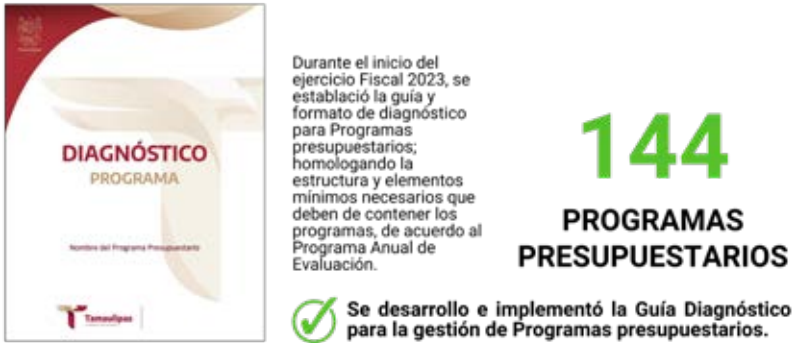 DIAGNÓSTICO
PROGRAMA
Nombre del Programa Presupuestario
Tamaulipas
Durante el inicio del
ejercicio Fiscal 2023, se
establació la guía y
formato de diagnóstico
para Programas
presupuestarios;
homologando la
estructura y elementos
mínimos necesarios que
deben de contener los
programas, de acuerdo al
Programa Anual de
Evaluación.
144
PROGRAMAS
PRESUPUESTARIOS
Se desarrollo e implementó la Guía Diagnóstico
para la gestión de Programas presupuestarios.